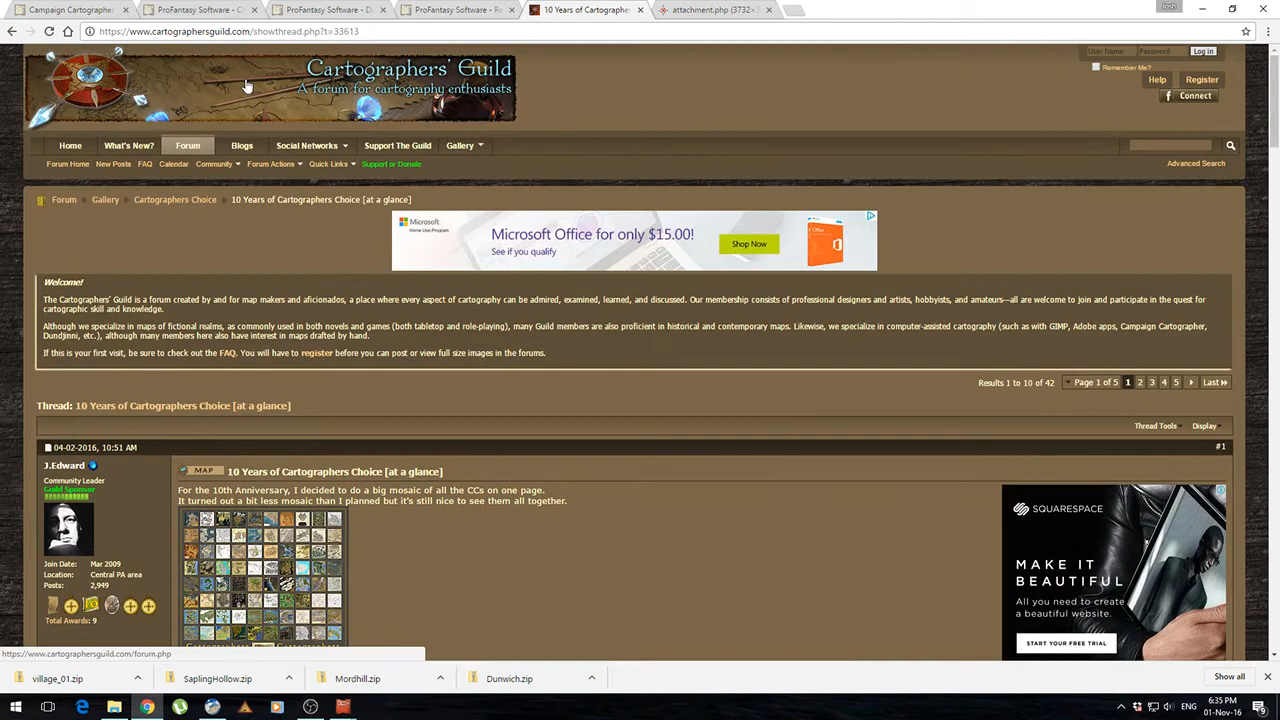 Campaign Cartographer
ProFantasy Software - C
ProFantasy Software - D
ProFantasy Software - R
10 Years of Cartographer
attachment.php (3732×3
Josh
https://www.cartographersguild.com/showthread.php?t=33613
Cartographers' Guild
A forum for cartography enthusiasts
User Name
Password
Log in
Remember Me?
Help
Register
Connect
Home
What's New?
Forum
Blogs
Social Networks
Support The Guild
Gallery
Forum Home
New Posts
FAQ
Calendar
Community
Forum Actions
Quick Links
Support or Donate
Advanced Search
Forum
Gallery
Cartographers Choice
10 Years of Cartographers Choice [at a glance]
Microsoft
Home Use Program
Microsoft Office for only $15.00!
See if you qualify
Shop Now
Office
Welcome!
The Cartographers' Guild is a forum created by and for map makers and aficionados, a place where every aspect of cartography can be admired, examined, learned, and discussed. Our membership consists of professional designers and artists, hobbyists, and amateurs—all are welcome to join and participate in the quest for
cartographic skill and knowledge.
Although we specialize in maps of fictional realms, as commonly used in both novels and games (both tabletop and role-playing), many Guild members are also proficient in historical and contemporary maps. Likewise, we specialize in computer-assisted cartography (such as with GIMP, Adobe apps, Campaign Cartographer,
Dundjinni, etc.), although many members here also have interest in maps drafted by hand.
If this is your first visit, be sure to check out the FAQ. You will have to register before you can post or view full size images in the forums.
Results 1 to 10 of 42
Page 1 of 5
1
2
3
4
5
Last
Thread: 10 Years of Cartographers Choice [at a glance]
Thread Tools
Display
04-02-2016, 10:51 AM
#1
J.Edward
Community Leader
Guild Sponsor
Join Date: Mar 2009
Location: Central PA area
Posts: 2,949
Total Awards: 9
MAP
10 Years of Cartographers Choice [at a glance]
For the 10th Anniversary, I decided to do a big mosaic of all the CCs on one page.
It turned out a bit less mosaic than I planned but it's still nice to see them all together.
SQUARESPACE
MAKE IT
BEAUTIFUL
All you need to create
a beautiful website.
START YOUR FREE TRIAL
https://www.cartographersguild.com/forum.php
village_01.zip
SaplingHollow.zip
Mordhill.zip
Dunwich.zip
Show all
ENG
6:35 PM
01-Nov-16